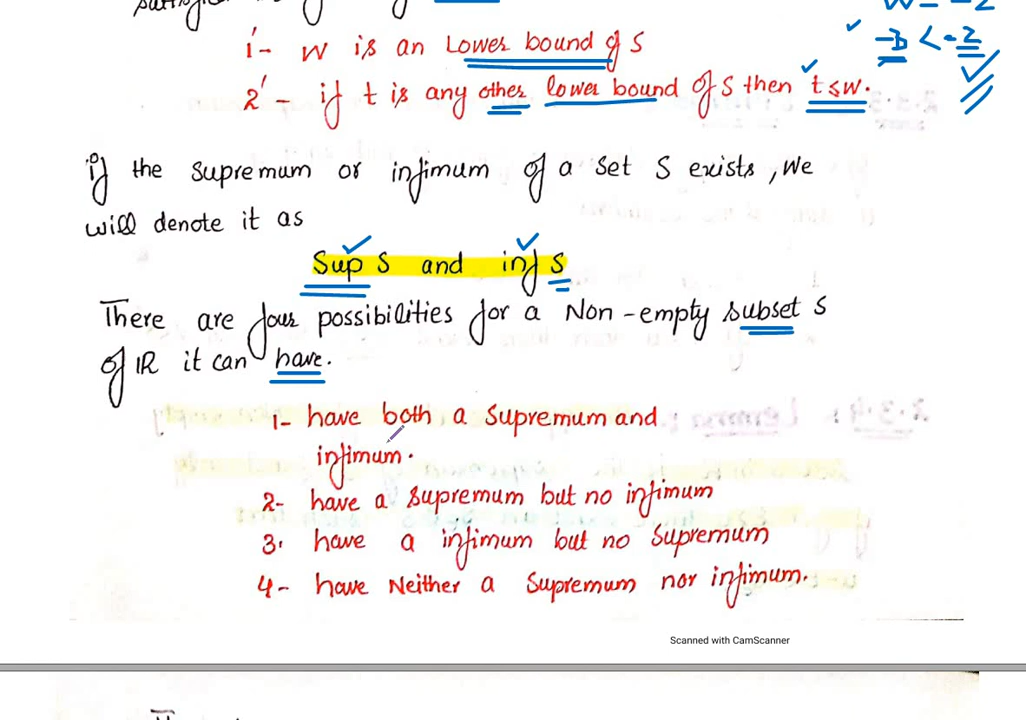 w = -2
1'- w is an Lower bound of S
-3 < -2
2'- if t is any other lower bound of S then t ≤ w.
if the supremum or infimum of a set S exists, we
will denote it as
Sup S and inf S
There are four possibilities for a Non-empty subset S
of IR it can have.
1- have both a Supremum and
infimum.
2- have a supremum but no infimum
3. have a infimum but no supremum
4- have Neither a Supremum nor infimum.
Scanned with CamScanner